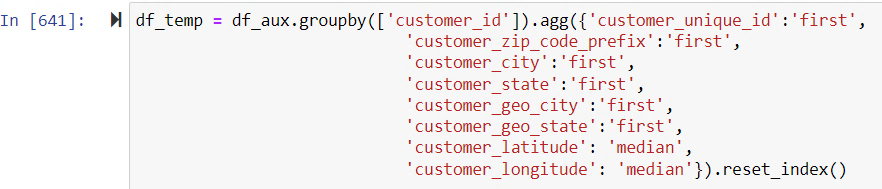 In [641]: df_temp = df_aux.groupby(['customer_id']).agg({'customer_unique_id':'first',
'customer_zip_code_prefix':'first',
'customer_city':'first',
'customer_state':'first',
'customer_geo_city':'first',
'customer_geo_state':'first',
'customer_latitude': 'median',
'customer_longitude': 'median'}).reset_index()